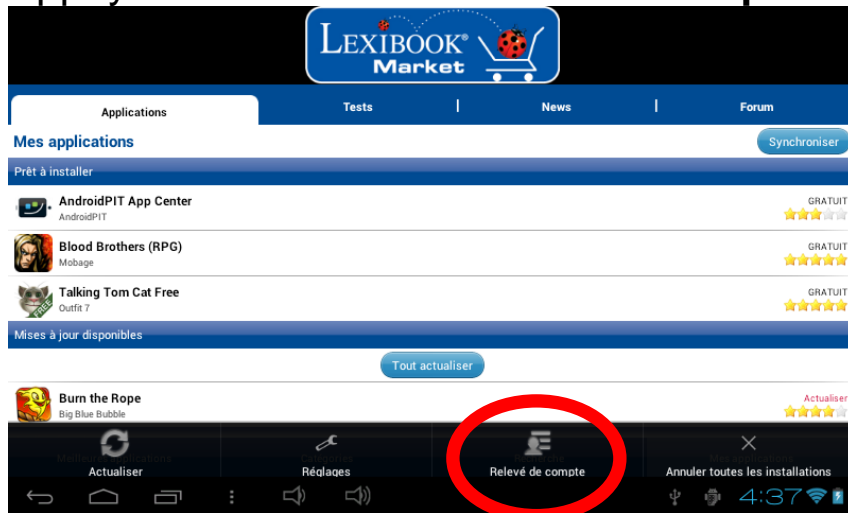 LEXIBOOK®
Market
Applications
Tests
News
Forum
Mes applications
Synchroniser
Prêt à installer
AndroidPIT App Center
GRATUIT
AndroidPIT
Blood Brothers (RPG)
GRATUIT
Mobage
Talking Tom Cat Free
GRATUIT
FREE
Outfit 7
Mises à jour disponibles
Tout actualiser
Burn the Rope
Actualiser
Big Blue Bubble
Actualiser
Réglages
Relevé de compte
Annuler toutes les installations
4:37